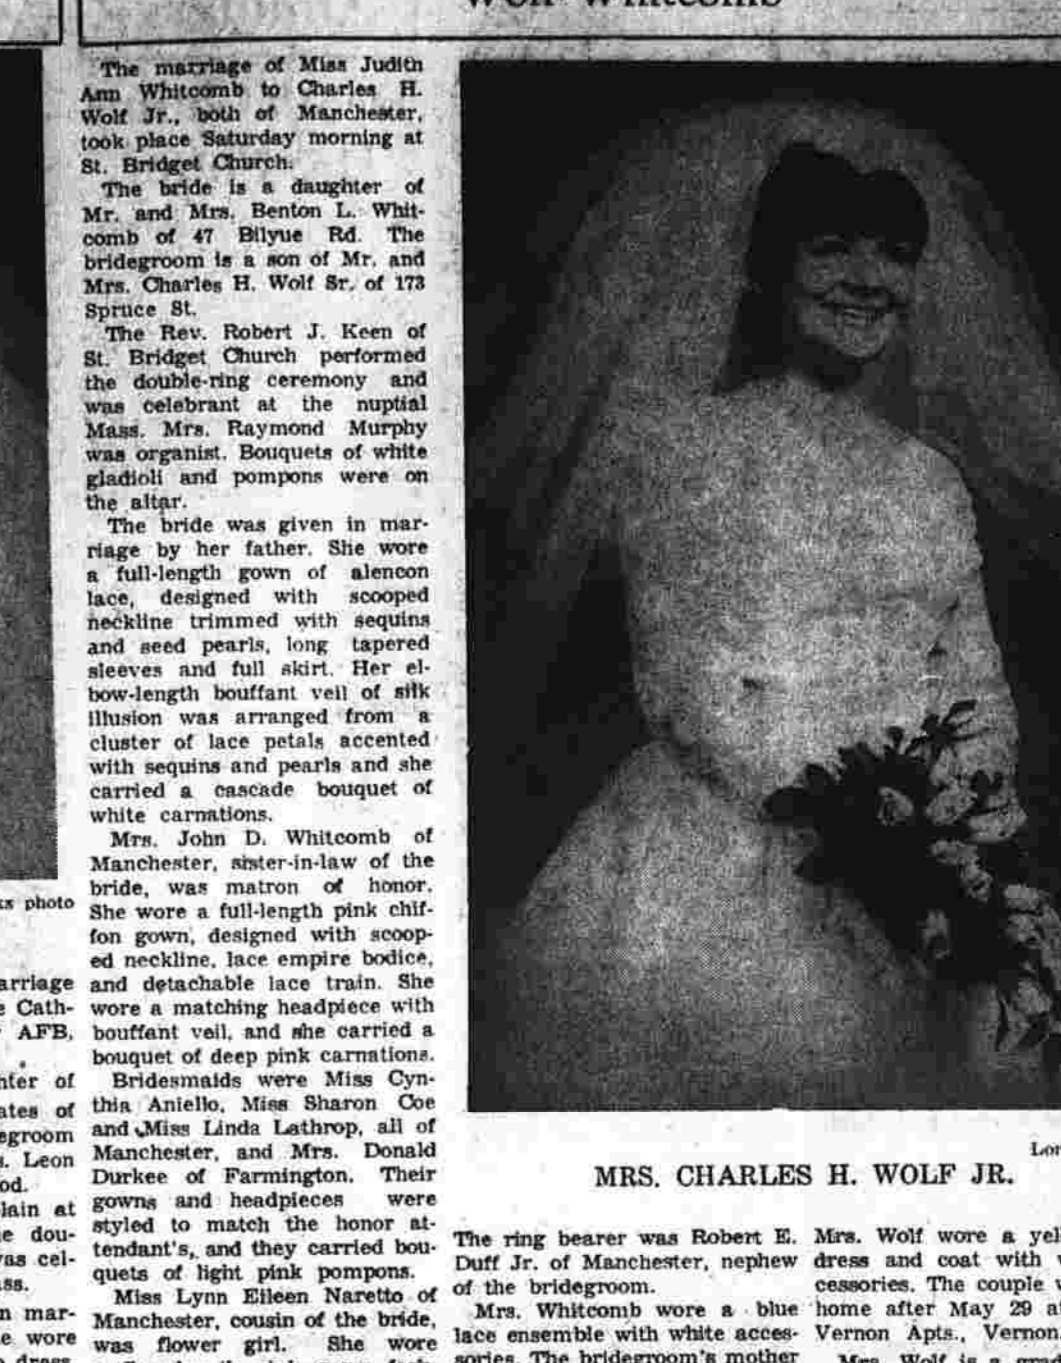 The marriage of Miss Judith
Ann Whitcomb to Charles H.
Wolf Jr., both of Manchester,
took place Saturday morning at
St. Bridget Church.
The bride is a daughter of
Mr. and Mrs. Benton L. Whit-
comb of 47 Bilyue Rd. The
bridegroom is a son of Mr. and
Mrs. Charles H. Wolf Sr. of 173
Spruce St.
The Rev. Robert J. Keen of
St. Bridget Church performed
the double-ring ceremony and
was celebrant at the nuptial
Mass. Mrs. Raymond Murphy
was organist. Bouquets of white
gladioli and pompons were on
the altar.
The bride was given in mar-
riage by her father. She wore
a full-length gown of alencon
lace, designed with scooped
neckline trimmed with sequins
and seed pearls, long tapered
sleeves and full skirt. Her el-
bow-length bouffant veil of silk
illusion was arranged from a
cluster of lace petals accented
with sequins and pearls and she
carried a cascade bouquet of
white carnations.
Mrs. John D. Whitcomb of
Manchester, sister-in-law of the
bride, was matron of honor.
She wore a full-length pink chif-
fon gown, designed with scoop-
ed neckline, lace empire bodice,
and detachable lace train. She
wore a matching headpiece with
bouffant veil, and she carried a
bouquet of deep pink carnations.
Bridesmaids were Miss Cyn-
thia Aniello, Miss Sharon Coe
and Miss Linda Lathrop, all of
Manchester, and Mrs. Donald
Durkee of Farmington. Their
gowns and headpieces were
styled to match the honor at-
tendant's, and they carried bou-
quets of light pink pompons.
Miss Lynn Eileen Naretto of
Manchester, cousin of the bride,
was flower girl. She wore
MRS. CHARLES H. WOLF JR.
The ring bearer was Robert E.
Duff Jr. of Manchester, nephew
of the bridegroom.
Mrs. Whitcomb wore a blue
lace ensemble with white acces-
sories. The bridegroom's mother
Mrs. Wolf wore a yel
dress and coat with
cessories. The couple
home after May 29 a
Vernon Apts., Vernon
Mrs. Wolf is a
photo
arriage
Cath-
AFB,
hter of
ates of
egroom
Leon
od.
lain at
e dou-
as cel-
ass.
n mar-
e wore
dress